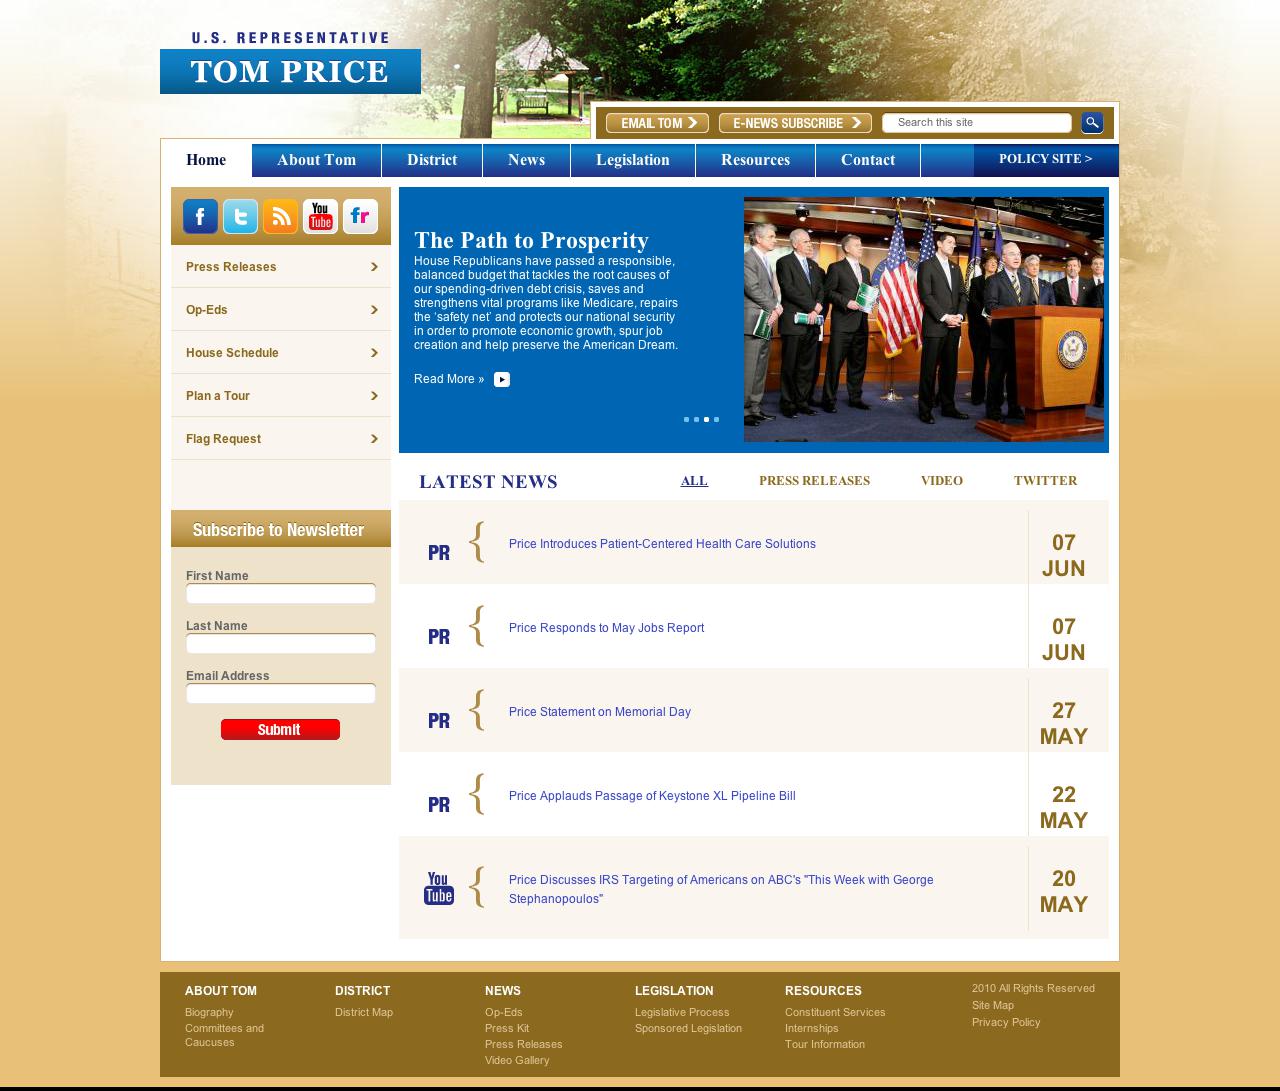 U.S. REPRESENTATIVE
TOM PRICE
EMAIL TOM
E-NEWS SUBSCRIBE
Search this site
Home
About Tom
District
News
Legislation
Resources
Contact
POLICY SITE >
f
t
You
Tube
fr
Press Releases
Op-Eds
House Schedule
Plan a Tour
Flag Request
Subscribe to Newsletter
First Name
Last Name
Email Address
Submit
The Path to Prosperity
House Republicans have passed a responsible,
balanced budget that tackles the root causes of
our spending-driven debt crisis, saves and
strengthens vital programs like Medicare, repairs
the ‘safety net’ and protects our national security
in order to promote economic growth, spur job
creation and help preserve the American Dream.
Read More »
LATEST NEWS
ALL
PRESS RELEASES
VIDEO
TWITTER
PR { Price Introduces Patient-Centered Health Care Solutions
07
JUN
PR { Price Responds to May Jobs Report
07
JUN
PR { Price Statement on Memorial Day
27
MAY
PR { Price Applauds Passage of Keystone XL Pipeline Bill
22
MAY
You
Tube
{ Price Discusses IRS Targeting of Americans on ABC's "This Week with George
Stephanopoulos"
20
MAY
ABOUT TOM
Biography
Committees and
Caucuses
DISTRICT
District Map
NEWS
Op-Eds
Press Kit
Press Releases
Video Gallery
LEGISLATION
Legislative Process
Sponsored Legislation
RESOURCES
Constituent Services
Internships
Tour Information
2010 All Rights Reserved
Site Map
Privacy Policy